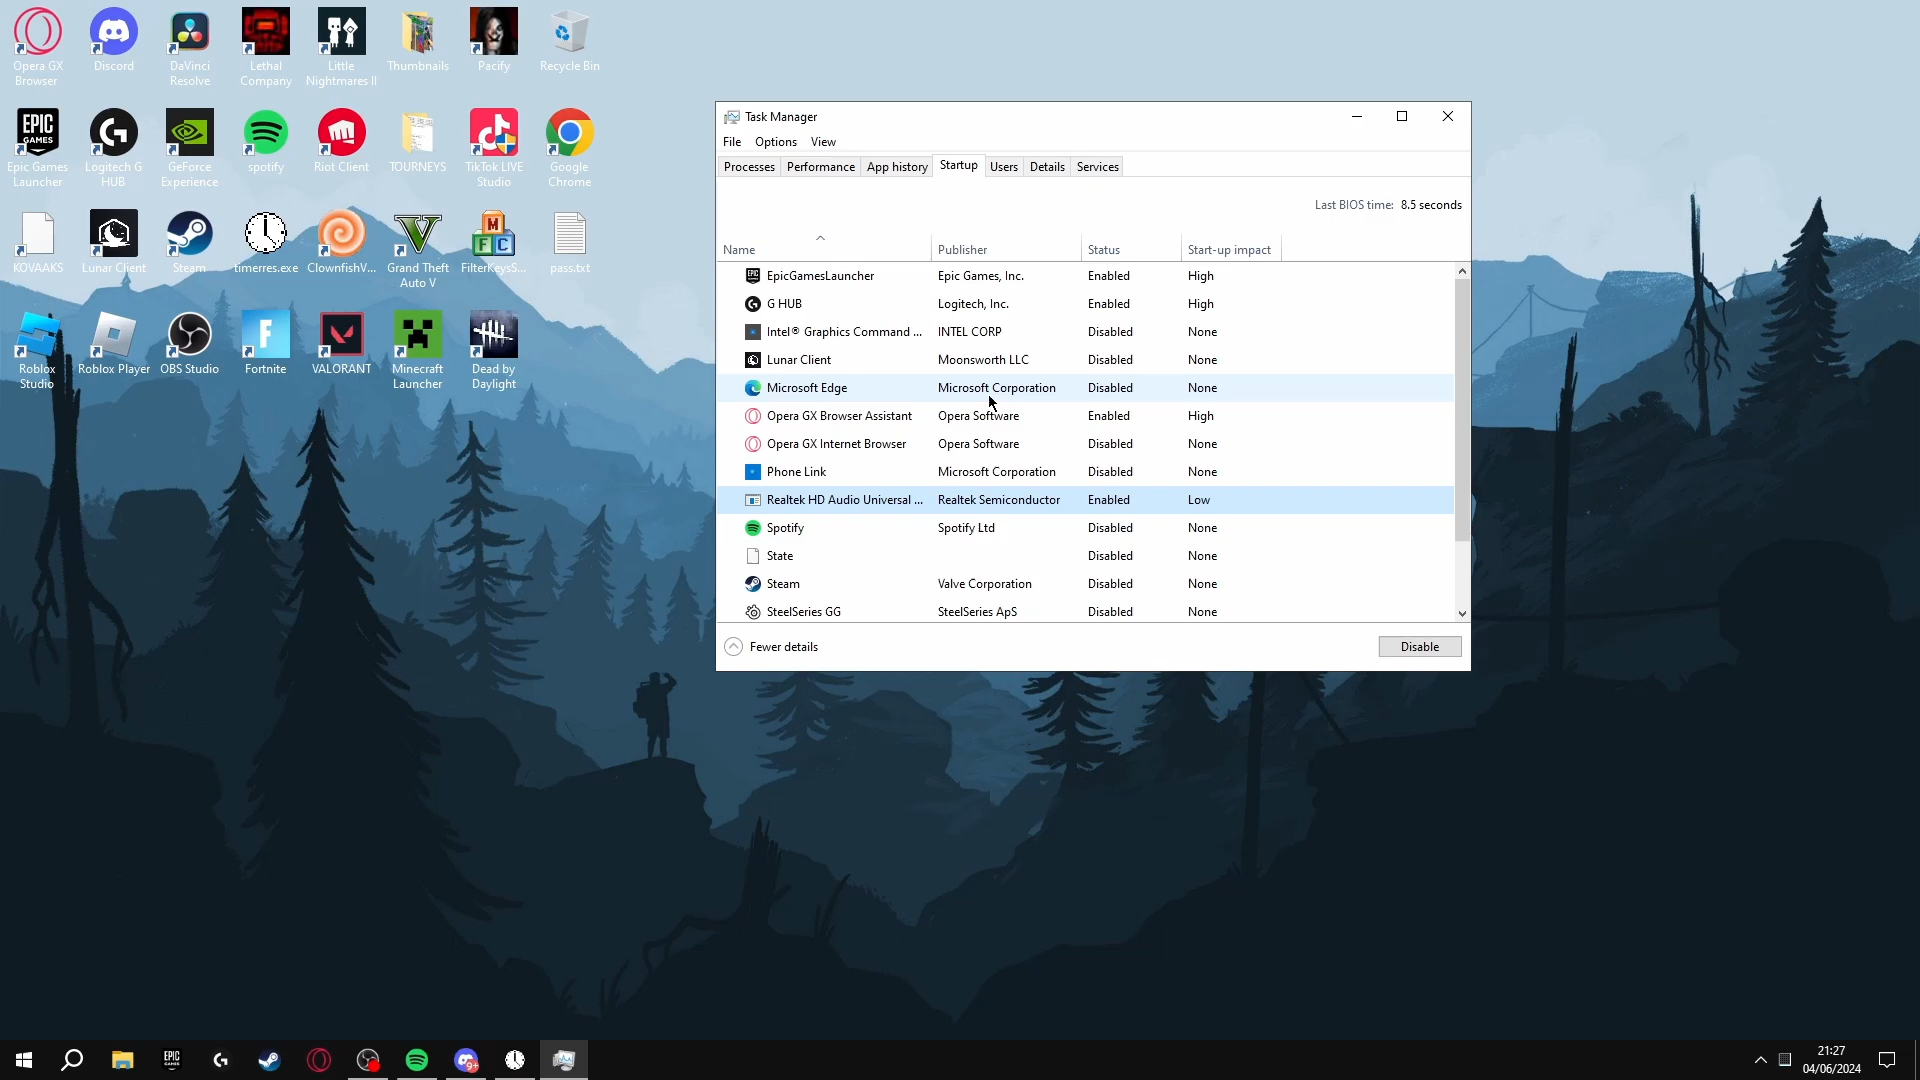 Opera GX
Browser
Discord
DaVinci
Resolve
Lethal
Company
Little
Nightmares II
Thumbnails
Pacify
Recycle Bin
EPIC
GAMES
Epic Games
Launcher
Logitech G
HUB
GeForce
Experience
spotify
Riot Client
TOURNEYS
TikTok LIVE
Studio
Google
Chrome
KOVAAKS
Lunar Client
Steam
timerres.exe
ClownfishV...
Grand Theft
Auto V
M
F C
FilterKeysS...
pass.txt
Roblox
Studio
Roblox Player
OBS Studio
Fortnite
VALORANT
Minecraft
Launcher
Dead by
Daylight
Task Manager
File Options View
Processes Performance App history Startup Users Details Services
Last BIOS time: 8.5 seconds
Name Publisher Status Start-up impact
EpicGamesLauncher Epic Games, Inc. Enabled High
G HUB Logitech, Inc. Enabled High
Intel® Graphics Command ... INTEL CORP Disabled None
Lunar Client Moonsworth LLC Disabled None
Microsoft Edge Microsoft Corporation Disabled None
Opera GX Browser Assistant Opera Software Enabled High
Opera GX Internet Browser Opera Software Disabled None
Phone Link Microsoft Corporation Disabled None
Realtek HD Audio Universal ... Realtek Semiconductor Enabled Low
Spotify Spotify Ltd Disabled None
State Disabled None
Steam Valve Corporation Disabled None
SteelSeries GG SteelSeries ApS Disabled None
Fewer details
Disable
EPIC
GAMES
9+
21:27
04/06/2024